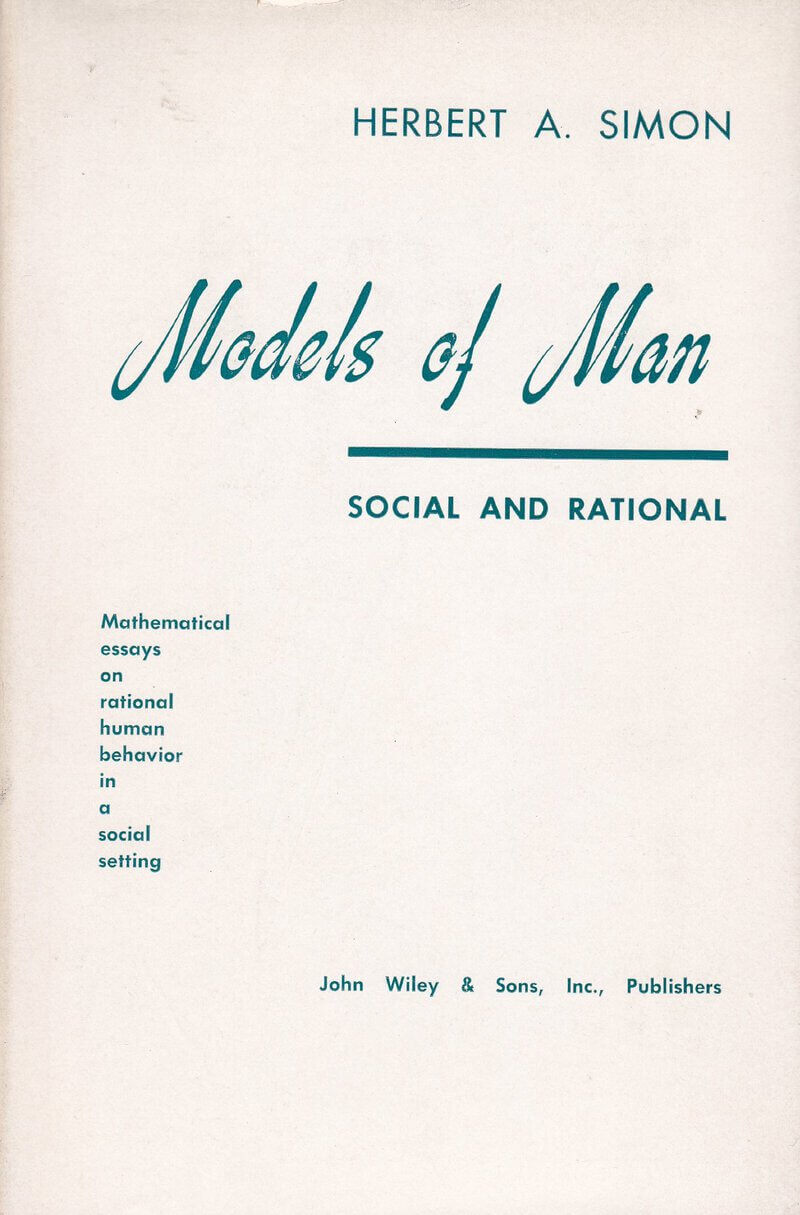 HERBERT A. SIMON
Models of Man
SOCIAL AND RATIONAL
Mathematical
essays
on
rational
human
behavior
in
a
social
setting
John Wiley & Sons, Inc., Publishers